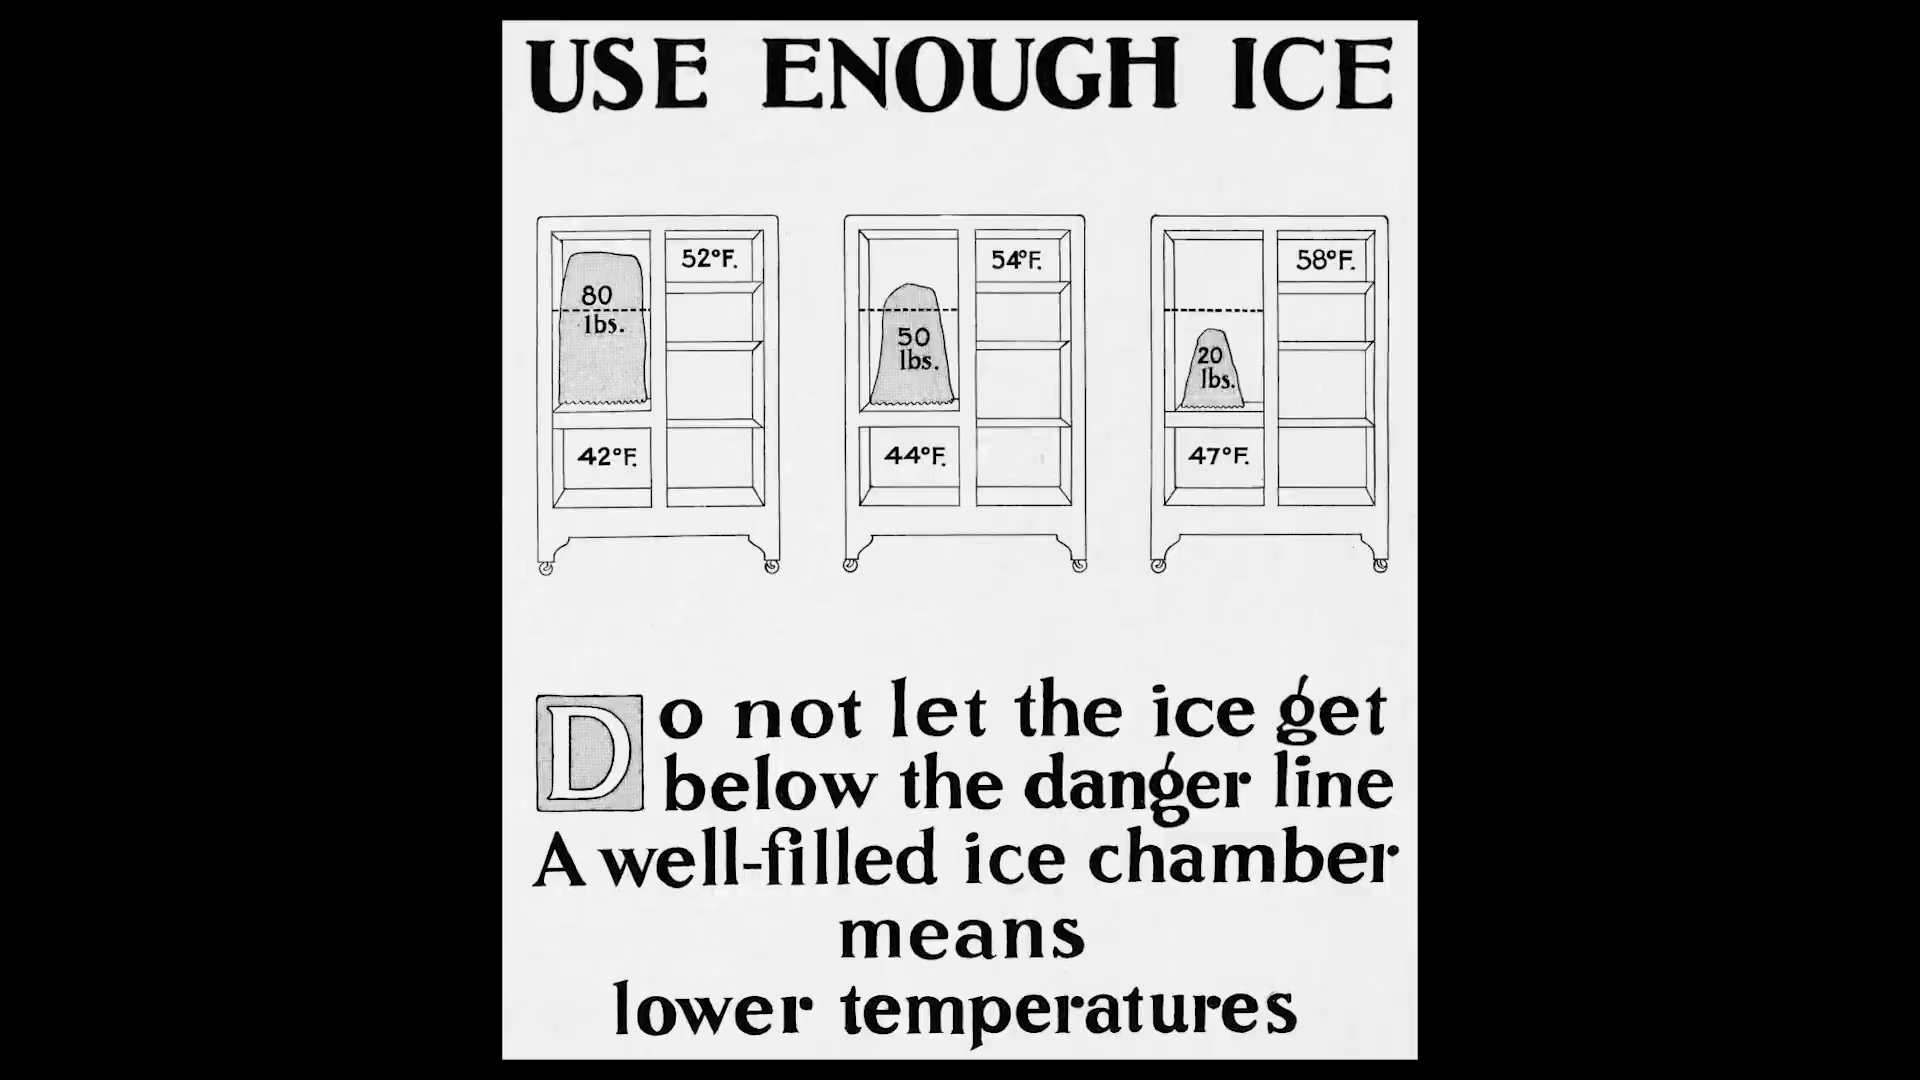 USE ENOUGH ICE
52°F.
80
lbs.
42°F.
54°F.
50
lbs.
44°F.
58°F.
20
lbs.
47°F.
Do not let the ice get
below the danger line
A well-filled ice chamber
means
lower temperatures